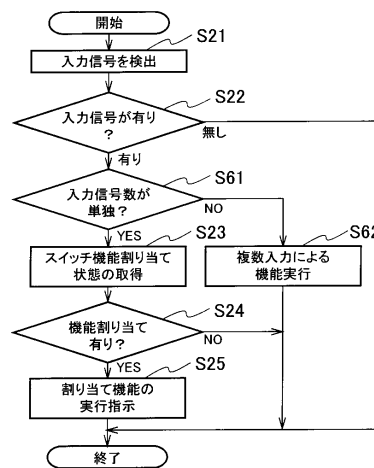 開始
S21
入力信号を検出
S22
入力信号が有り
?
無し
有り
S61
入力信号数が
単独?
NO
YES
S23
S62
スイッチ機能割り当て
状態の取得
複数入力による
機能実行
S24
機能割り当て
有り?
NO
YES
S25
割り当て機能の
実行指示
終了